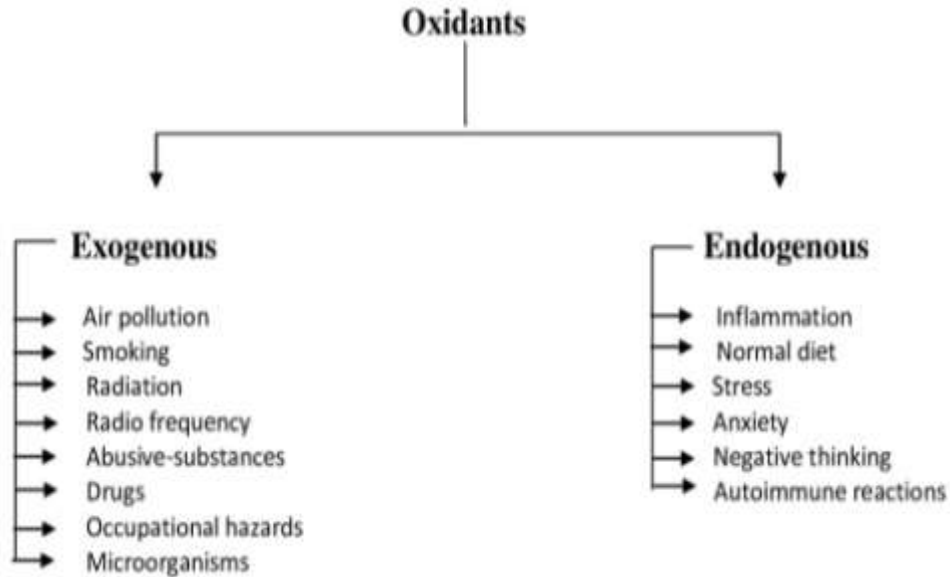 Oxidants
Exogenous
Air pollution
Smoking
Radiation
Radio frequency
Abusive-substances
Drugs
Occupational hazards
Microorganisms
Endogenous
Inflammation
Normal diet
Stress
Anxiety
Negative thinking
Autoimmune reactions